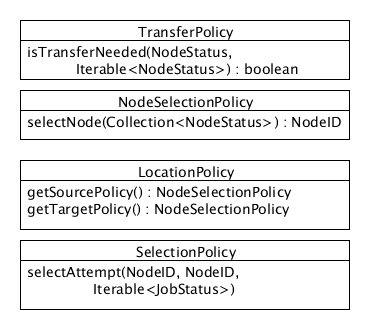 TransferPolicy
isTransferNeeded(NodeStatus,
Iterable<NodeStatus>) : boolean
NodeSelectionPolicy
selectNode(Collection<NodeStatus>) : NodeID
LocationPolicy
getSourcePolicy() : NodeSelectionPolicy
getTargetPolicy() : NodeSelectionPolicy
SelectionPolicy
selectAttempt(NodeID, NodeID,
Iterable<JobStatus>)